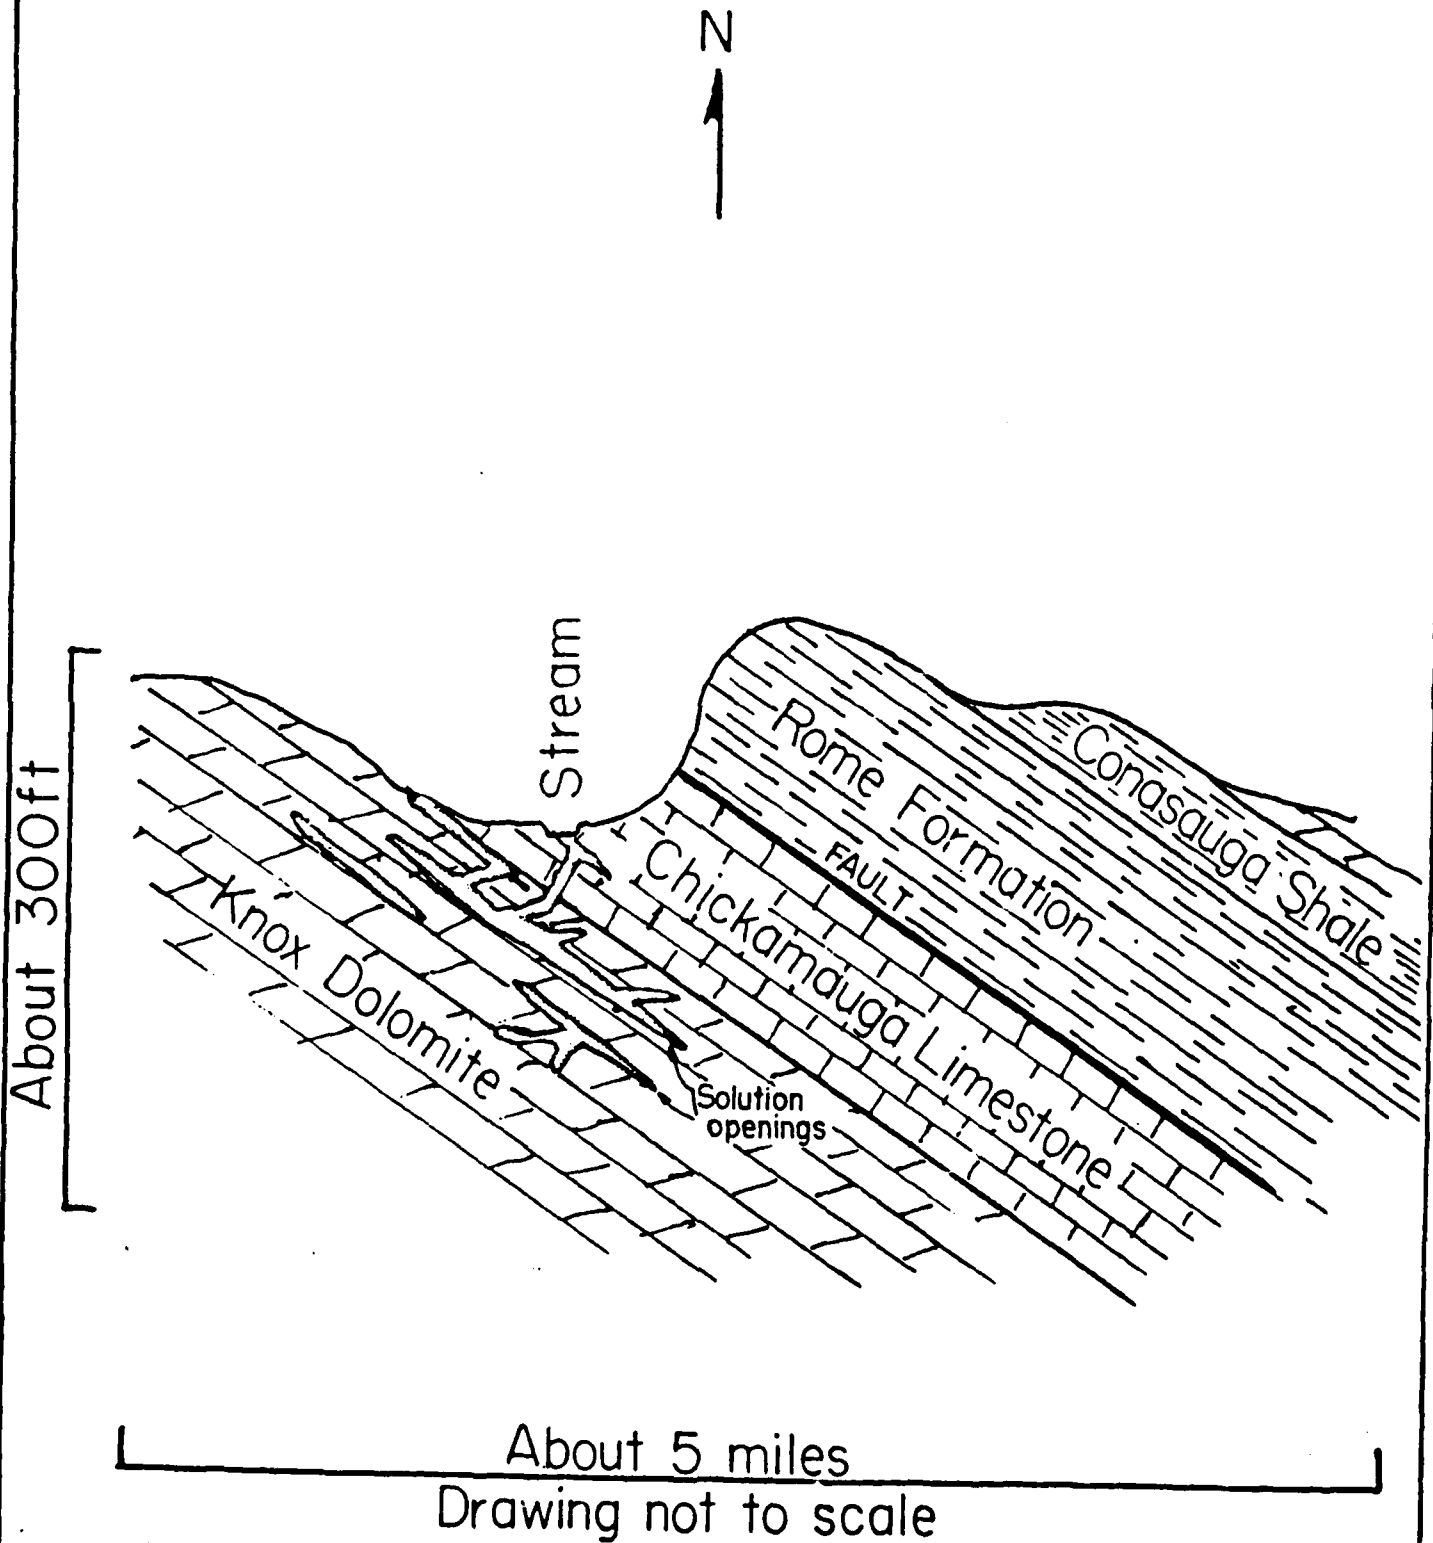 N
Stream
Rome Formation
Conasauga Shale
FAULT
Chickamauga Limestone
Knox Dolomite
Solution
openings
About 300ft
About 5 miles
Drawing not to scale